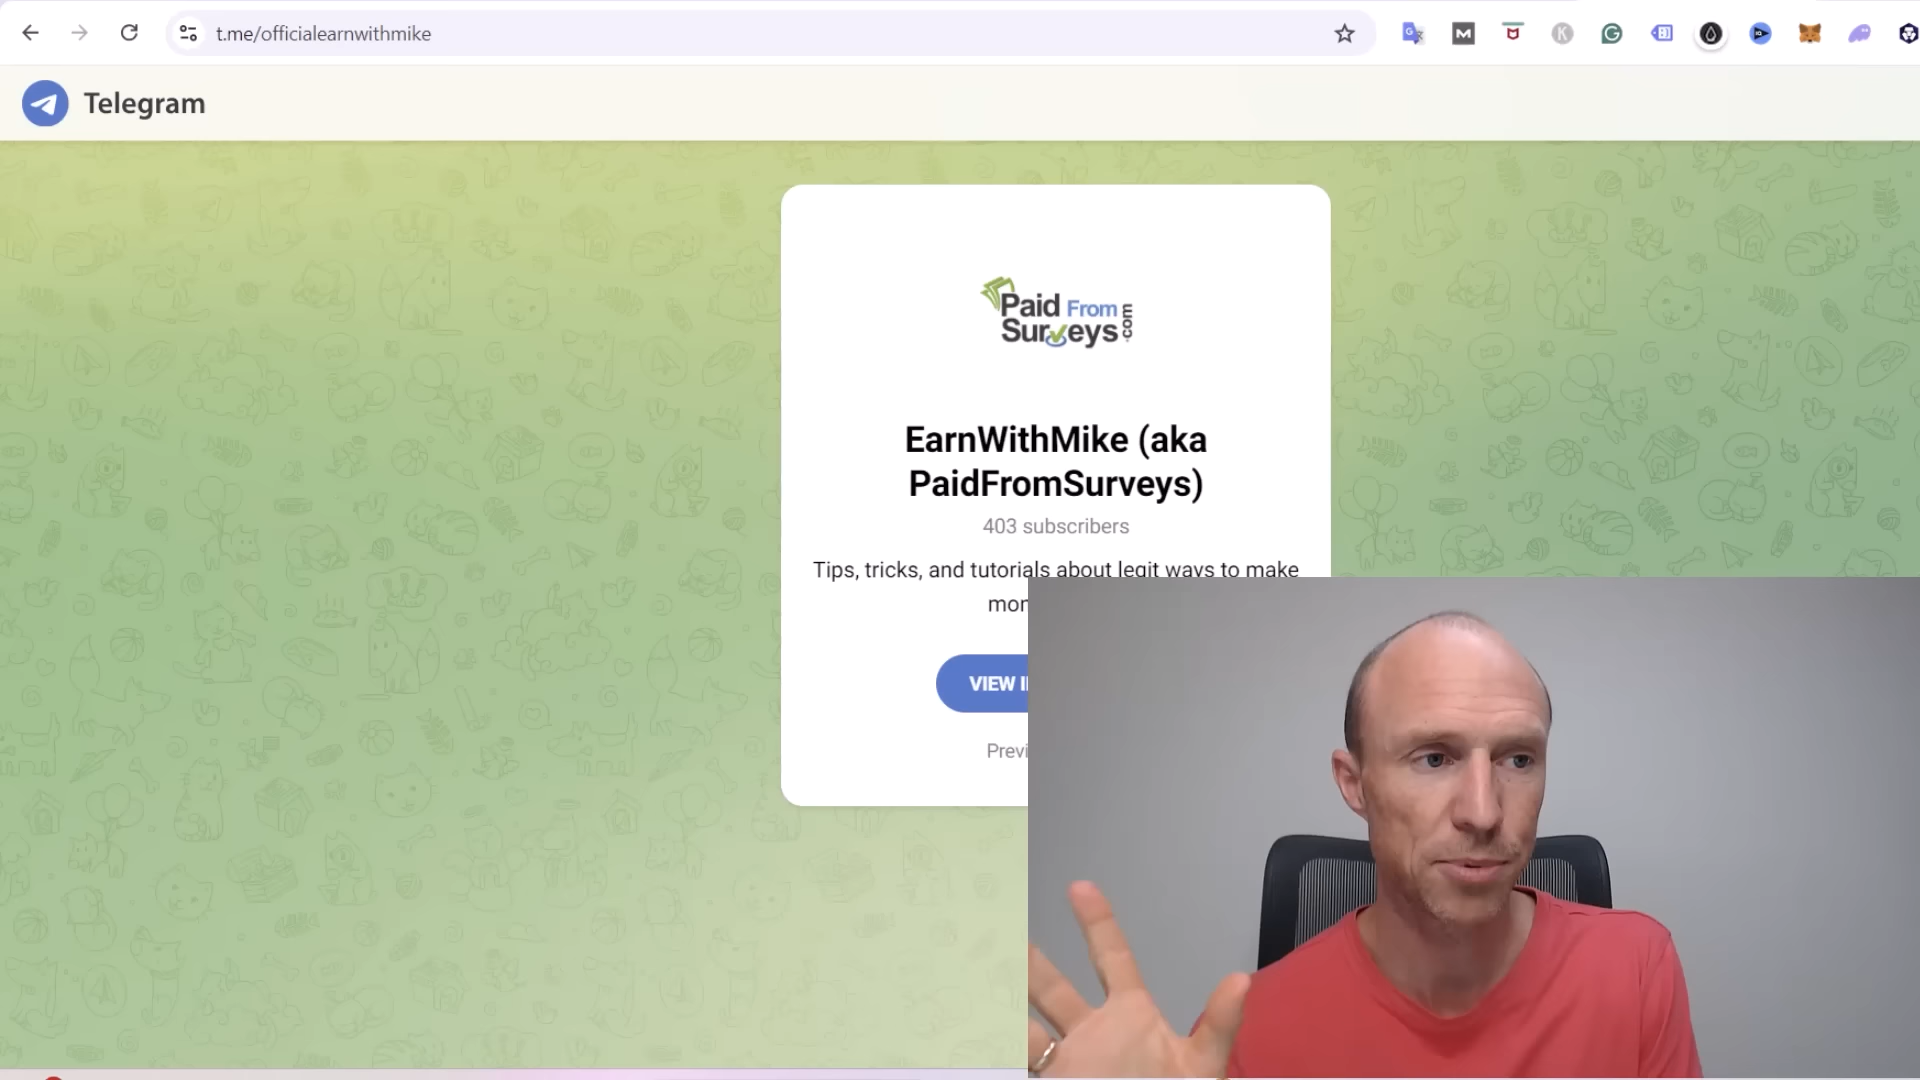 t.me/officialearnwithmike
Telegram
Paid From
Surveys .com
EarnWithMike (aka
PaidFromSurveys)
403 subscribers
Tips, tricks, and tutorials about legit ways to make
VIEW